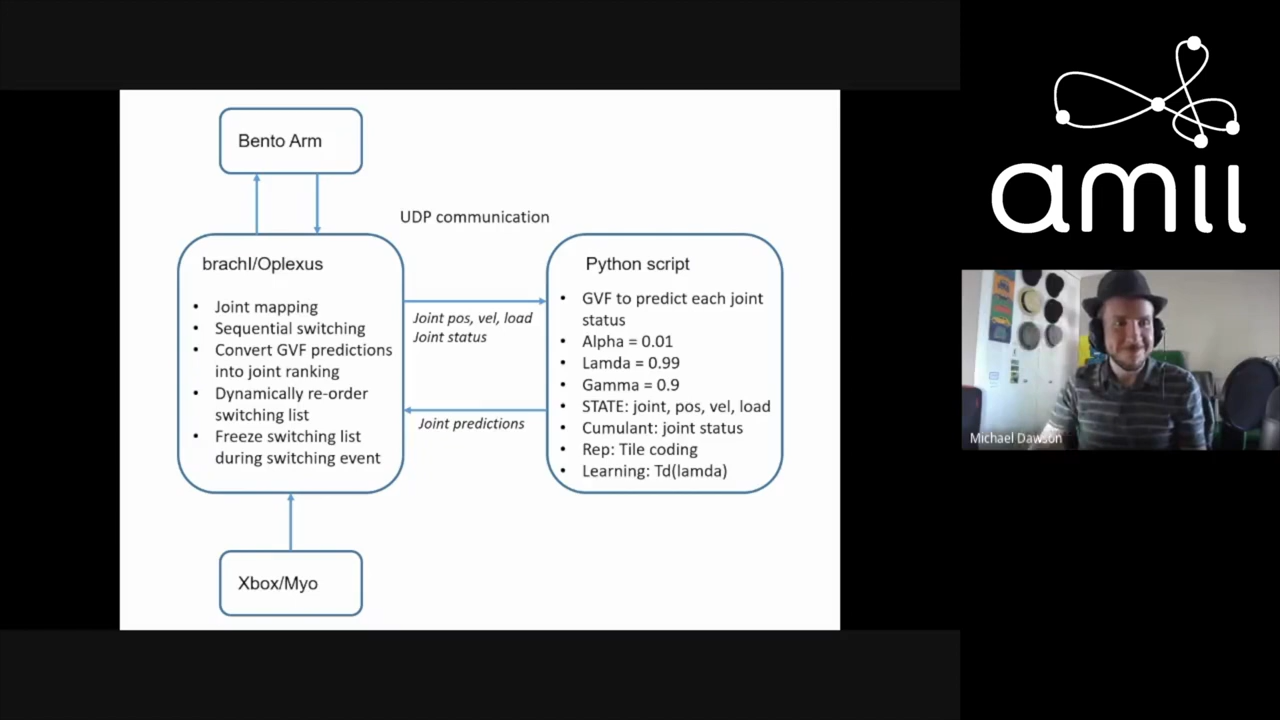 Bento Arm
UDP communication
brachI/Oplexus
• Joint mapping
• Sequential switching
• Convert GVF predictions
into joint ranking
• Dynamically re-order
switching list
• Freeze switching list
during switching event
Joint pos, vel, load
Joint status
Joint predictions
Python script
• GVF to predict each joint
status
• Alpha = 0.01
• Lamda = 0.99
• Gamma = 0.9
• STATE: joint, pos, vel, load
• Cumulant: joint status
• Rep: Tile coding
• Learning: Td(lamda)
Xbox/Myo
amii
Michael Dawson